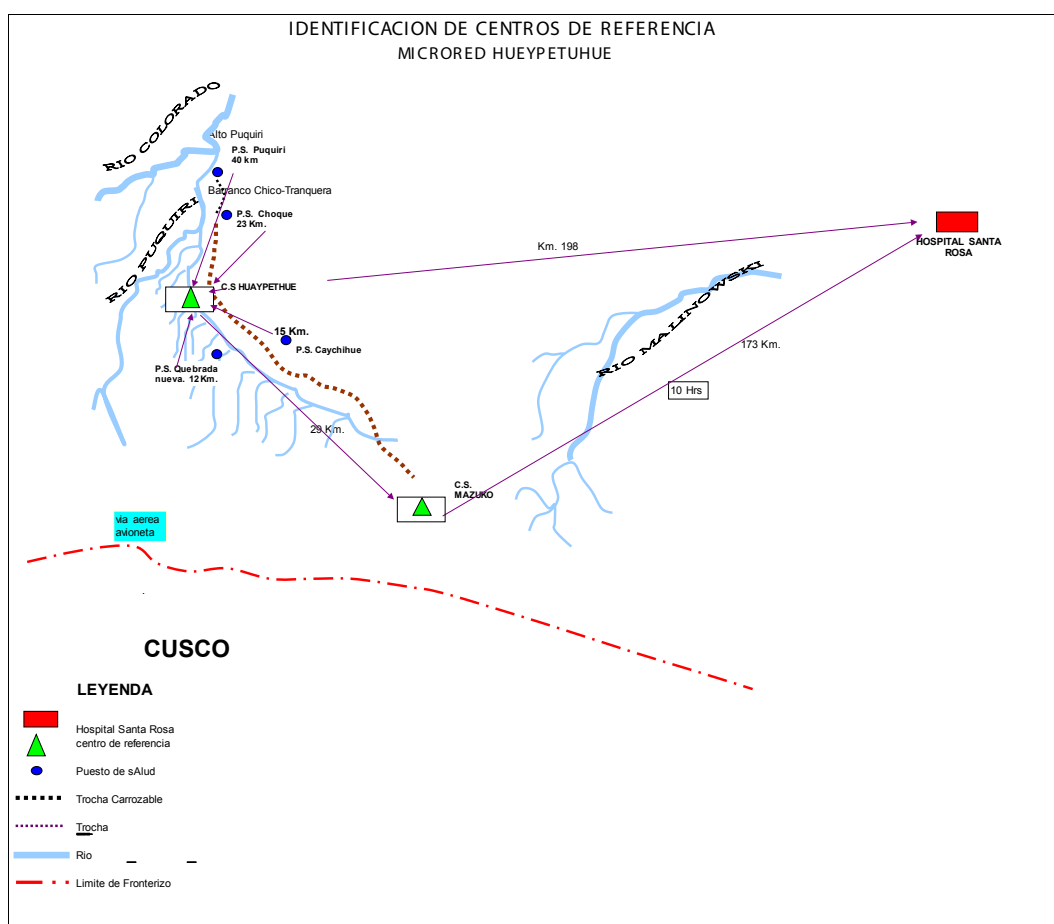 IDENTIFICACION DE CENTROS DE REFERENCIA
MICRORED HUEYPETUHUE
RIO COLORADO
Alto Puquiri
P.S. Puquiri
40 km
Barranco Chico-Tranquera
P.S. Choque
23 Km.
RIO PUQUIRI
C.S HUAYPETHUE
Km. 198
HOSPITAL SANTA
ROSA
RIO MALINOWSKI
15 Km.
P.S. Caychihue
173 Km.
P.S. Quebrada
nueva. 12Km.
10 Hrs
29 Km.
C.S.
MAZUKO
via aerea
avioneta
CUSCO
LEYENDA
Hospital Santa Rosa
centro de referencia
Puesto de sAlud
Trocha Carrozable
Trocha
Rio
Limite de Fronterizo